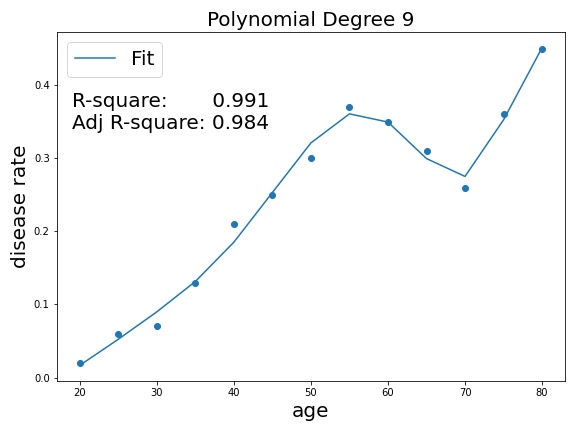 Polynomial Degree 9
Fit
R-square: 0.991
Adj R-square: 0.984
disease rate
0.4
0.3
0.2
0.1
0.0
20 30 40 50 60 70 80
age